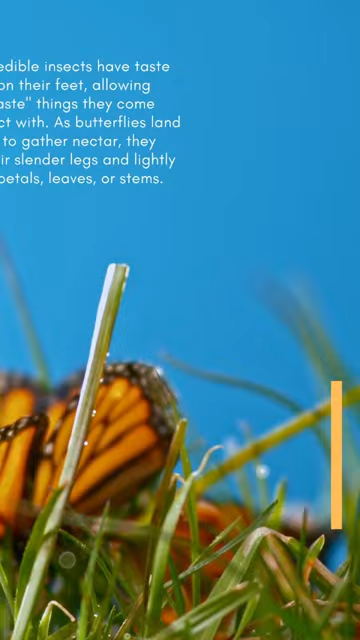 edible insects have taste
on their feet, allowing
aste" things they come
ct with. As butterflies land
to gather nectar, they
ir slender legs and lightly
petals, leaves, or stems.